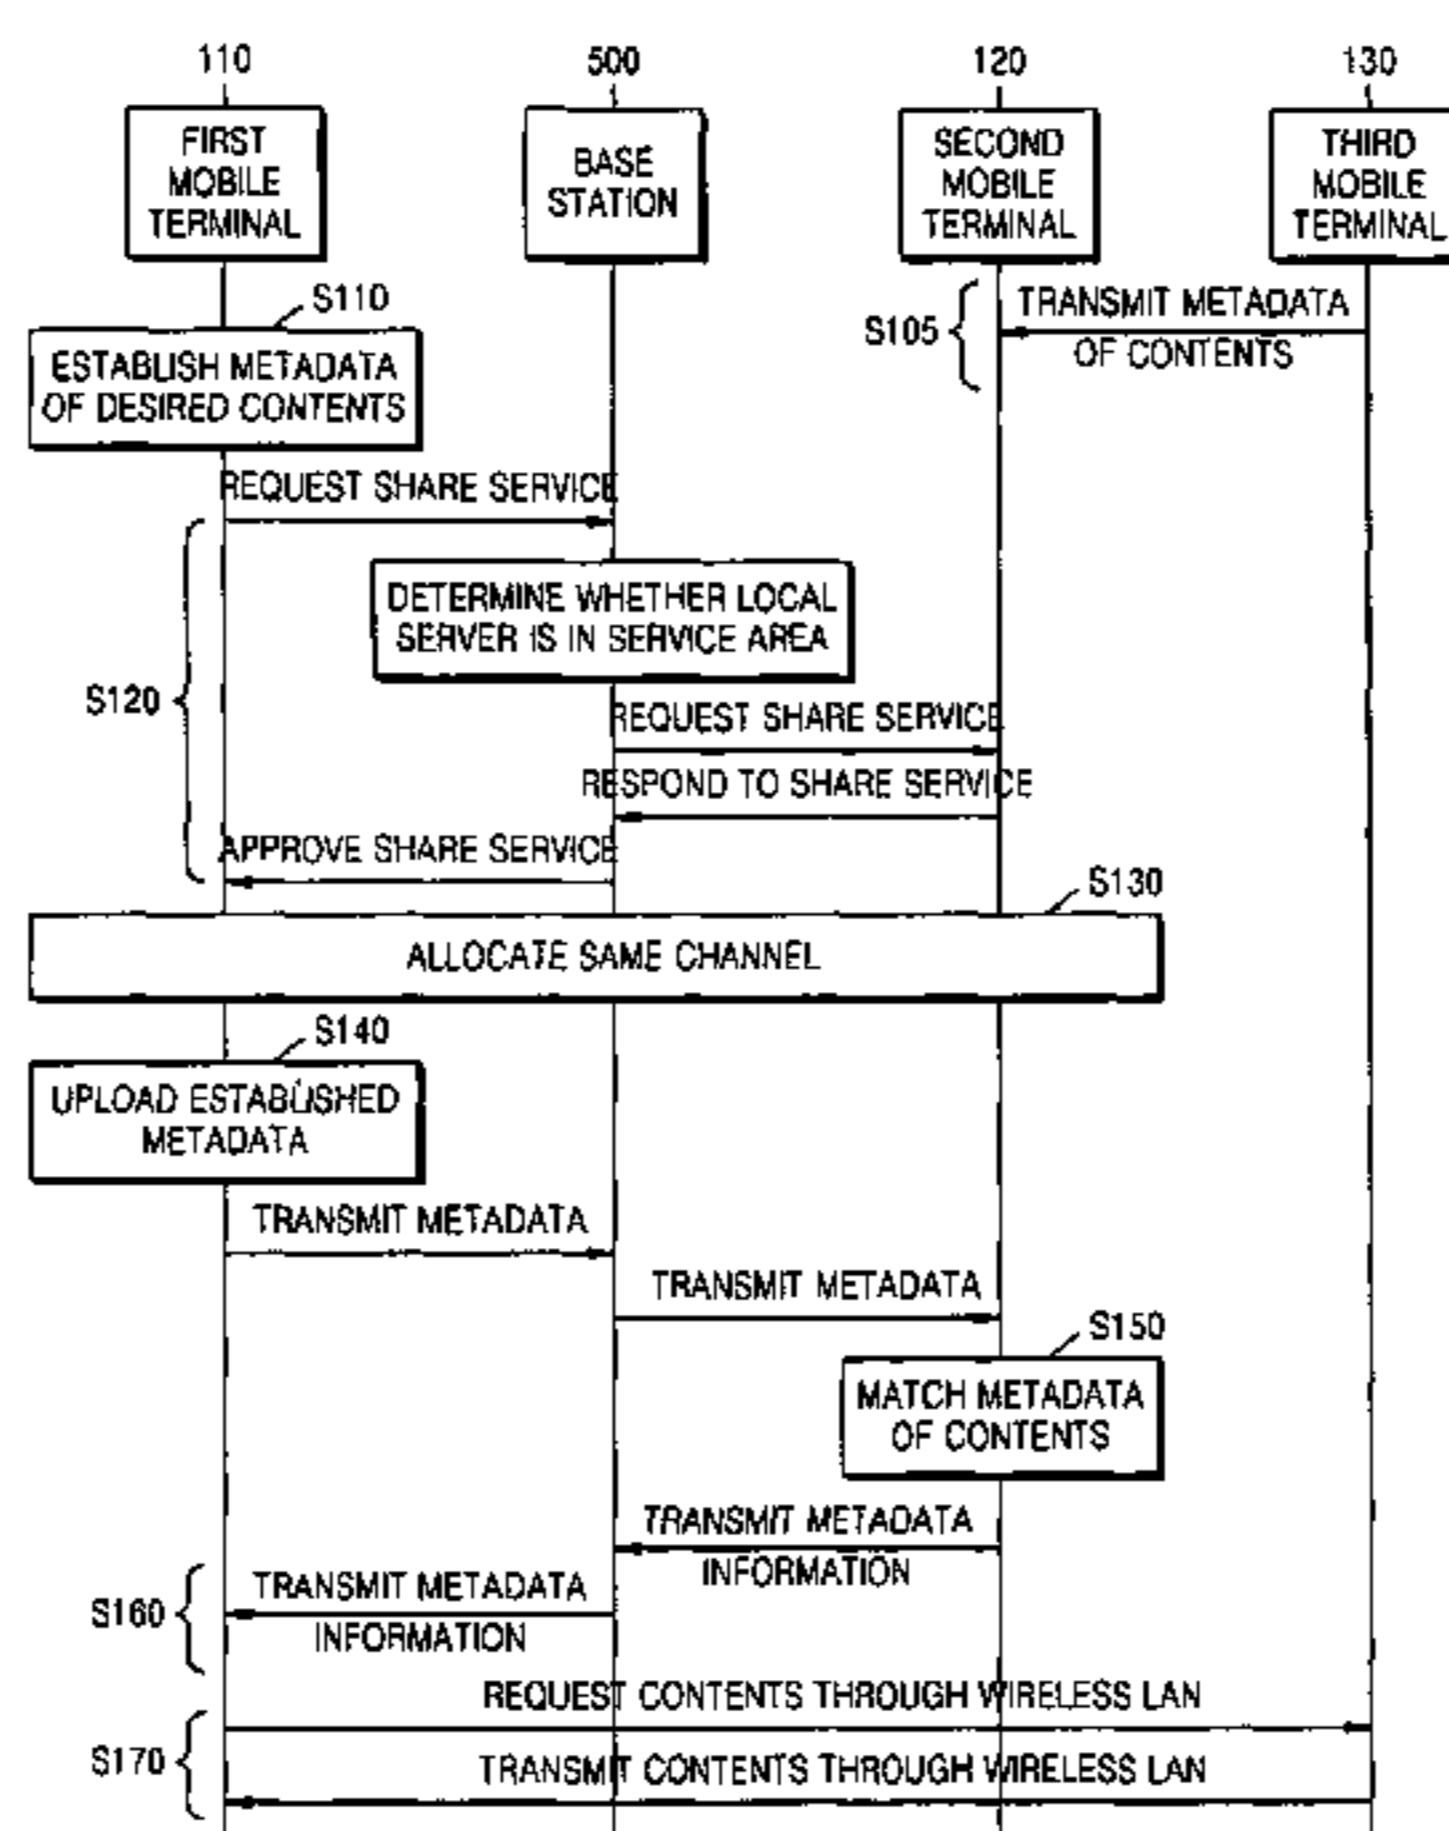 110
500
120
130
FIRST
MOBILE
TERMINAL
BASE
STATION
SECOND
MOBILE
TERMINAL
THIRD
MOBILE
TERMINAL
S110
S105
TRANSMIT METADATA
OF CONTENTS
ESTABLISH METADATA
OF DESIRED CONTENTS
REQUEST SHARE SERVICE
DETERMINE WHETHER LOCAL
SERVER IS IN SERVICE AREA
S120
REQUEST SHARE SERVICE
RESPOND TO SHARE SERVICE
APPROVE SHARE SERVICE
S130
ALLOCATE SAME CHANNEL
S140
UPLOAD ESTABLISHED
METADATA
TRANSMIT METADATA
TRANSMIT METADATA
S150
MATCH METADATA
OF CONTENTS
TRANSMIT METADATA
INFORMATION
S160
TRANSMIT METADATA
INFORMATION
REQUEST CONTENTS THROUGH WIRELESS LAN
S170
TRANSMIT CONTENTS THROUGH WIRELESS LAN